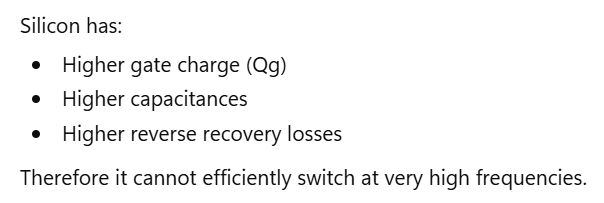 Silicon has:
• Higher gate charge (Qg)
• Higher capacitances
• Higher reverse recovery losses
Therefore it cannot efficiently switch at very high frequencies.